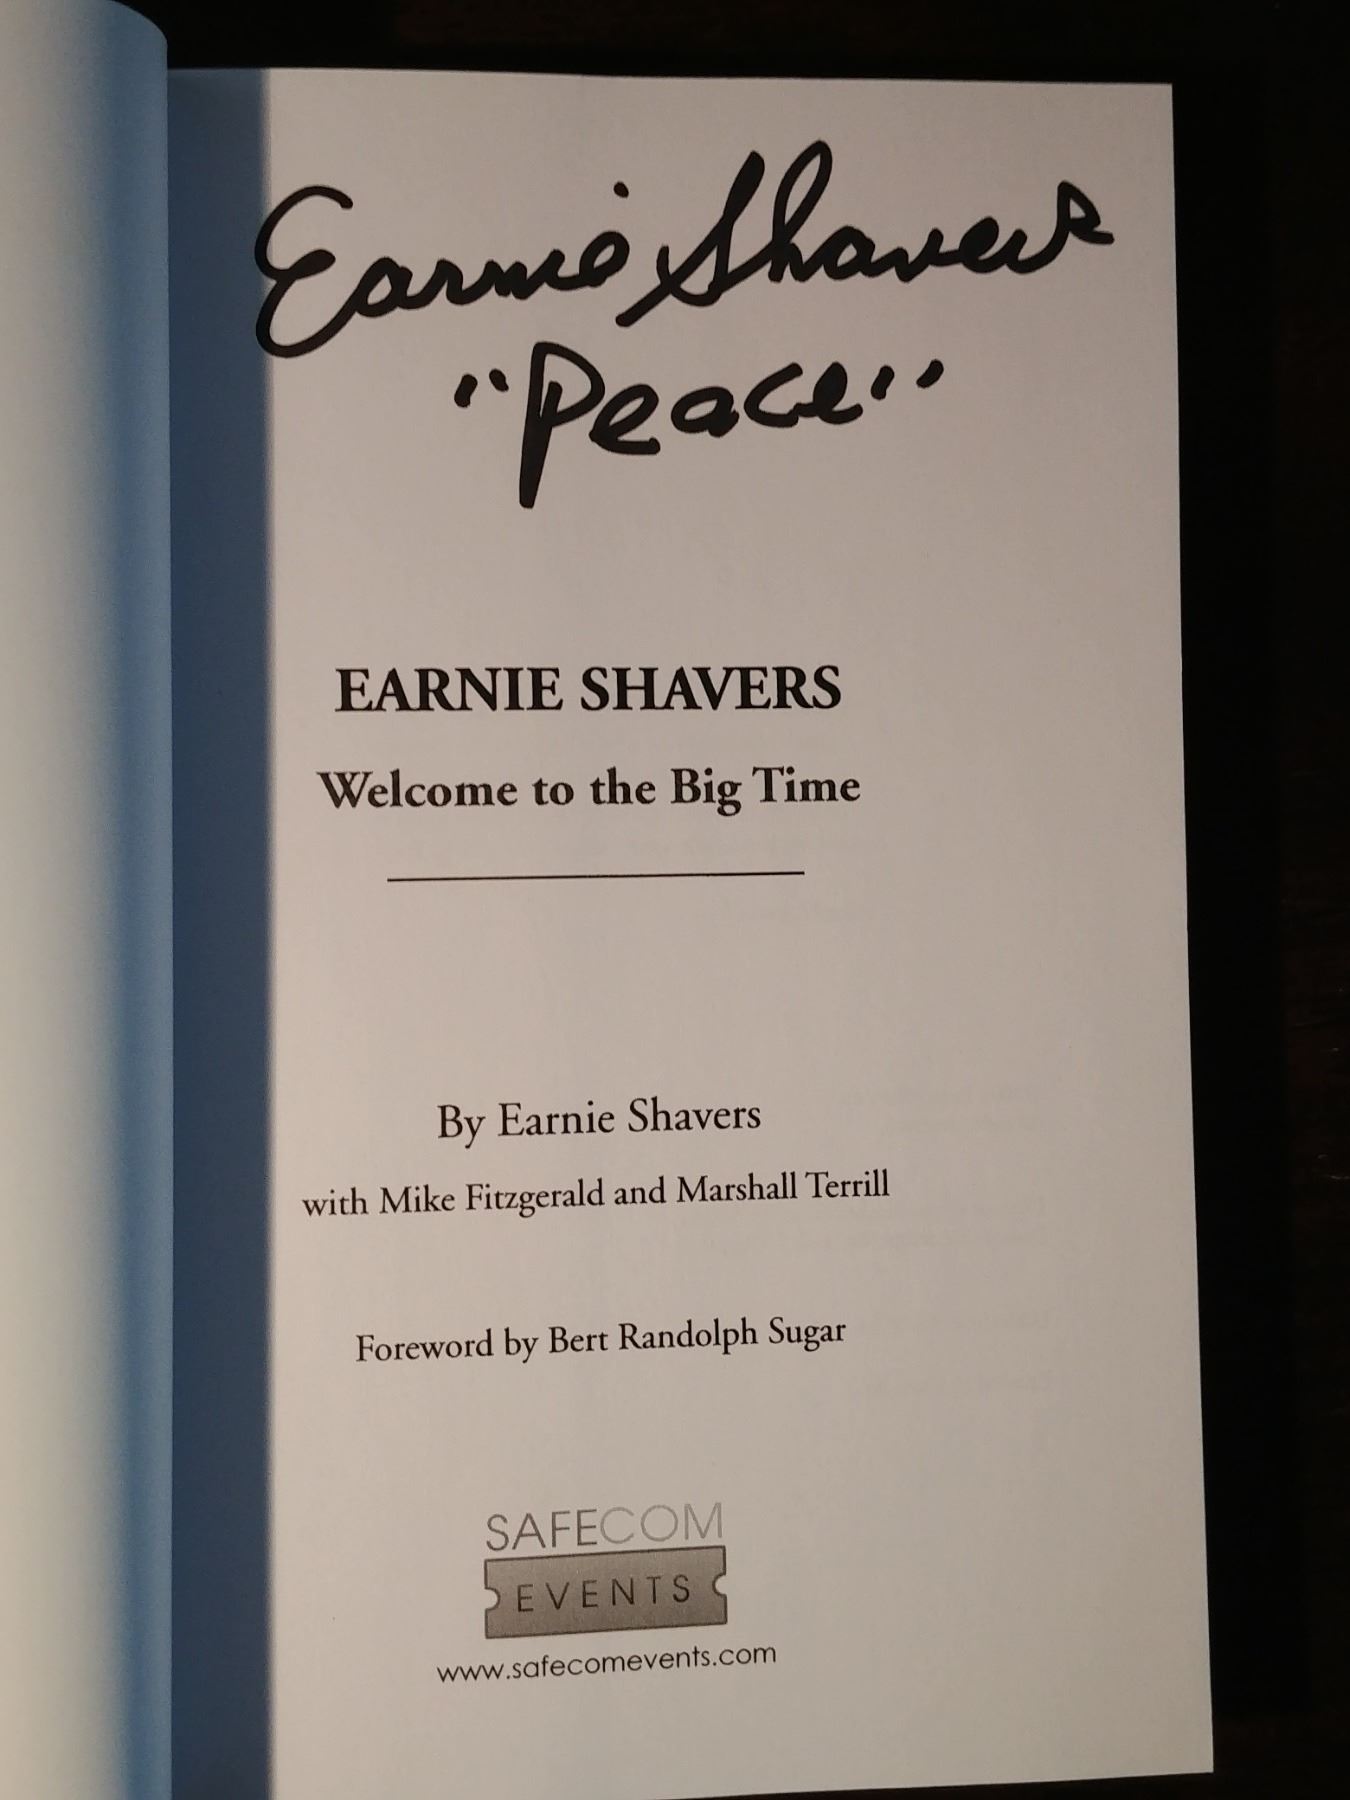 Earnie Shavers
"Peace"
EARNIE SHAVERS
Welcome to the Big Time
By Earnie Shavers
with Mike Fitzgerald and Marshall Terrill
Foreword by Bert Randolph Sugar
SAFECOM
EVENTS
www.safecomevents.com